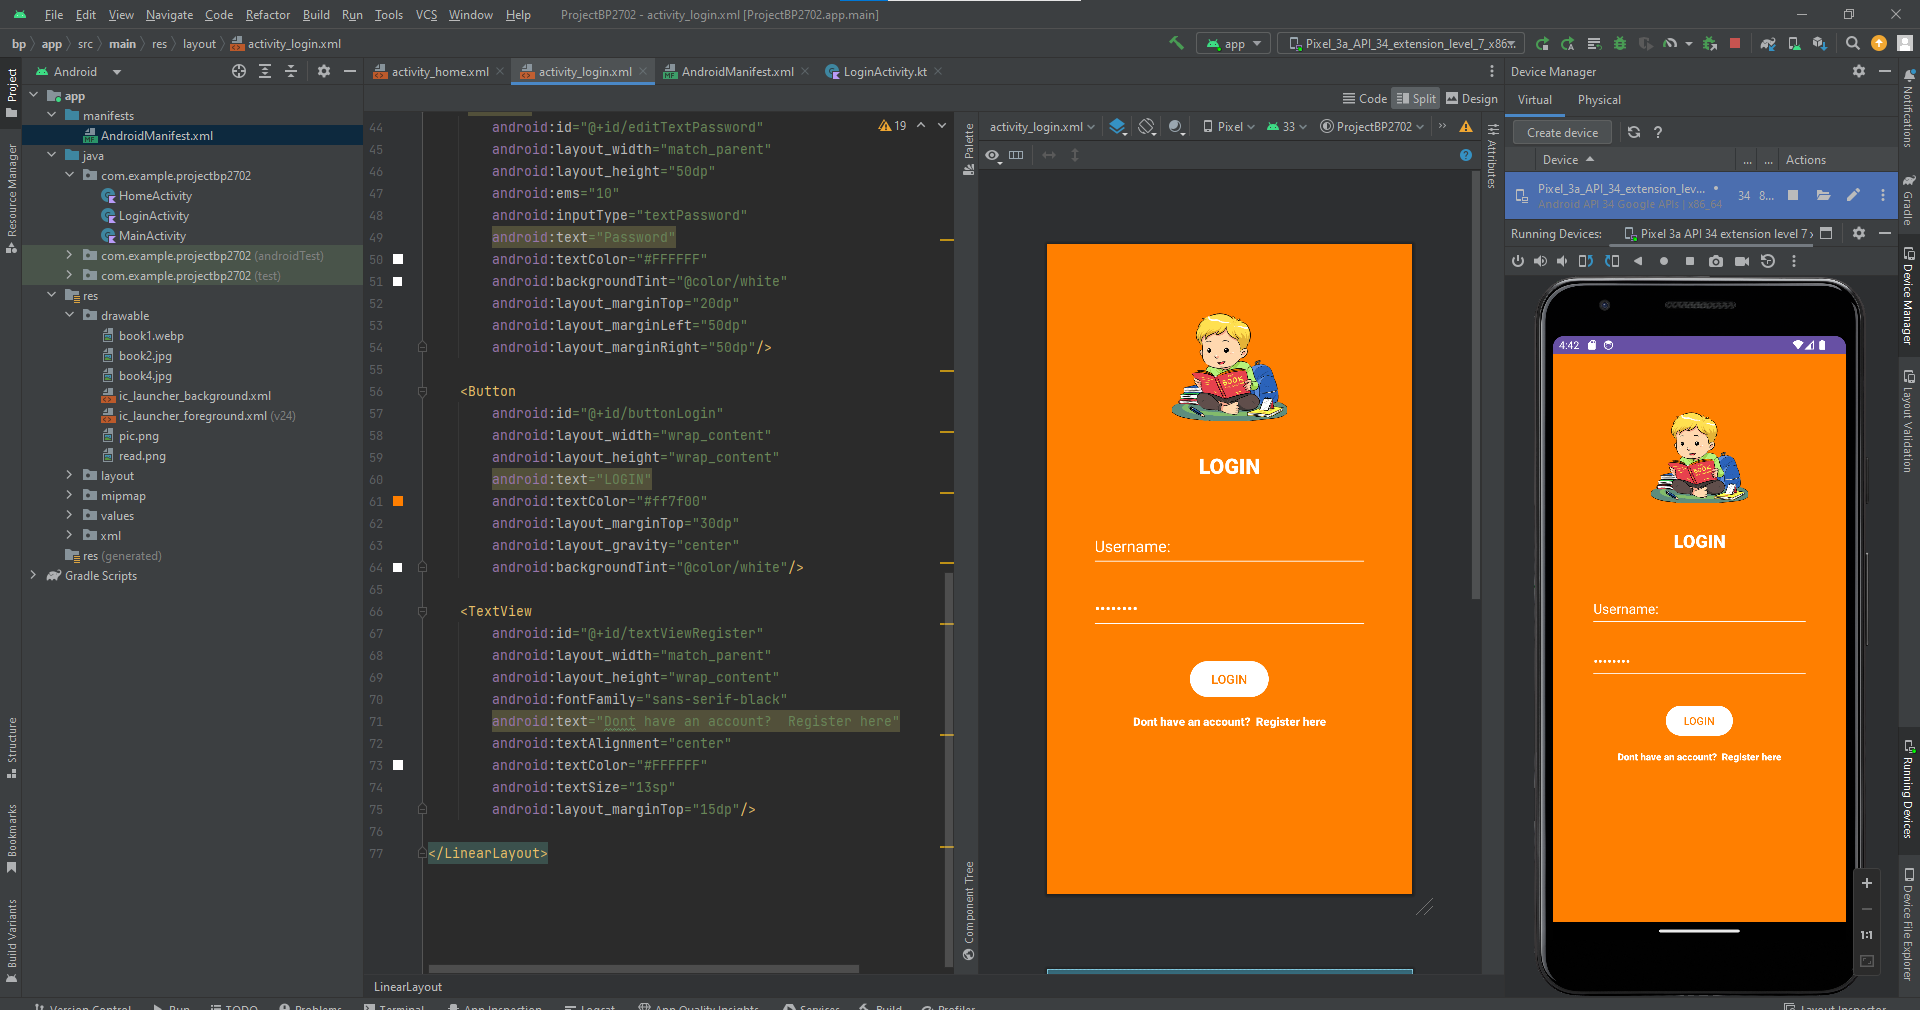 File Edit View Navigate Code Refactor Build Run Tools VCS Window Help ProjectBP2702 - activity_login.xml [ProjectBP2702.app.main]
bp app src main res layout activity_login.xml app Pixel_3a_API_34_extension_level_7_x86
Android
activity_home.xml activity_login.xml AndroidManifest.xml LoginActivity.kt
Device Manager
Code Split Design
Virtual Physical
Project
Resource Manager
Structure
Bookmarks
Build Variants
app
manifests
AndroidManifest.xml
java
com.example.projectbp2702
HomeActivity
LoginActivity
MainActivity
com.example.projectbp2702 (androidTest)
com.example.projectbp2702 (test)
res
drawable
book1.webp
book2.jpg
book4.jpg
ic_launcher_background.xml
ic_launcher_foreground.xml (v24)
pic.png
read.png
layout
mipmap
values
xml
res (generated)
Gradle Scripts
19
44 android:id="@+id/editTextPassword"
45 android:layout_width="match_parent"
46 android:layout_height="50dp"
47 android:ems="10"
48 android:inputType="textPassword"
49 android:text="Password"
50 android:textColor="#FFFFFF"
51 android:backgroundTint="@color/white"
52 android:layout_marginTop="20dp"
53 android:layout_marginLeft="50dp"
54 android:layout_marginRight="50dp"/>
55
56 <Button
57 android:id="@+id/buttonLogin"
58 android:layout_width="wrap_content"
59 android:layout_height="wrap_content"
60 android:text="LOGIN"
61 android:textColor="#ff7f00"
62 android:layout_marginTop="30dp"
63 android:layout_gravity="center"
64 android:backgroundTint="@color/white"/>
65
66 <TextView
67 android:id="@+id/textViewRegister"
68 android:layout_width="match_parent"
69 android:layout_height="wrap_content"
70 android:fontFamily="sans-serif-black"
71 android:text="Dont have an account?  Register here"
72 android:textAlignment="center"
73 android:textColor="#FFFFFF"
74 android:textSize="13sp"
75 android:layout_marginTop="15dp"/>
76
77 </LinearLayout>
LinearLayout
Palette
Component Tree
activity_login.xml Pixel 33 ProjectBP2702
Attributes
BOOK
LOGIN
Username:
••••••••
LOGIN
Dont have an account?  Register here
Create device ?
Device ... ... Actions
Pixel_3a_API_34_extension_lev... 34 8...
Android API 34 Google APIs | x86_64
Running Devices: Pixel 3a API 34 extension level 7 x
4:42
BOOK
LOGIN
Username:
••••••••
LOGIN
Dont have an account?  Register here
1:1
Notifications
Gradle
Device Manager
Layout Validation
Running Devices
Device File Explorer
Version Control Run TODO Problems Terminal App Inspection Logcat App Quality Insights Services Build Profiler Layout Inspector